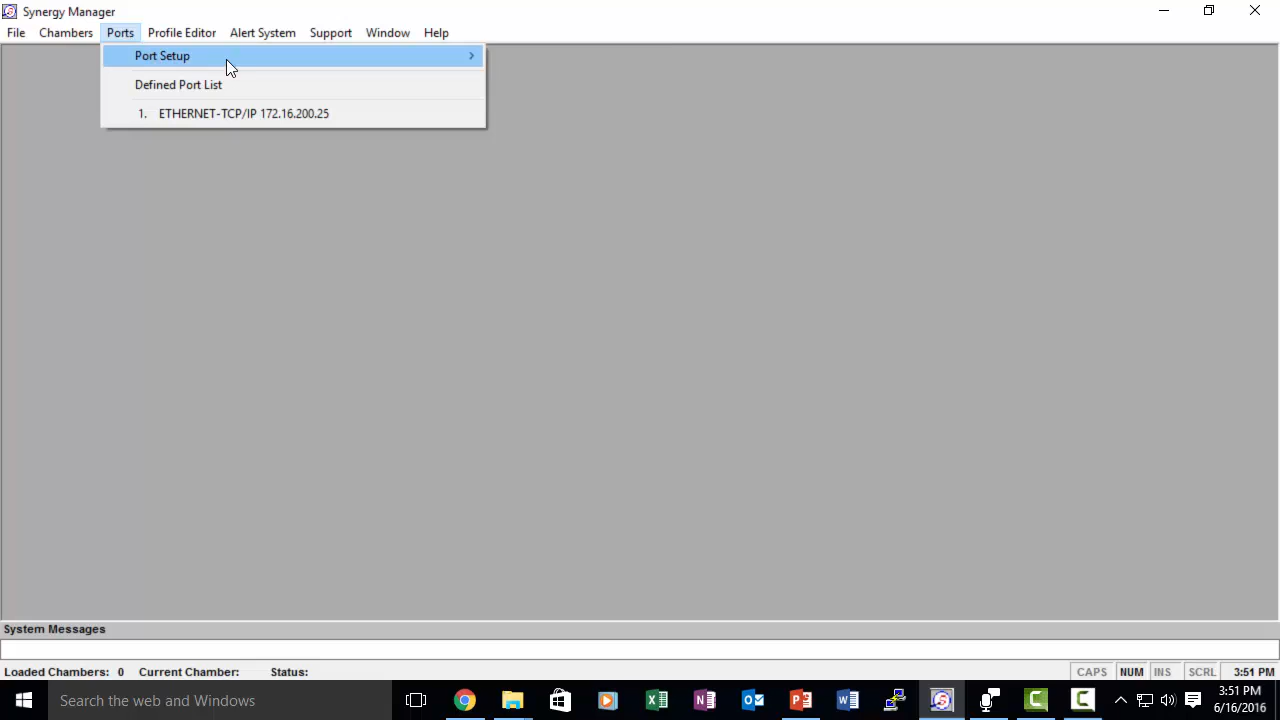 Synergy Manager
File Chambers Ports Profile Editor Alert System Support Window Help
Port Setup
Defined Port List
1. ETHERNET-TCP/IP 172.16.200.25
System Messages
Loaded Chambers: 0 Current Chamber: Status: CAPS NUM INS SCRL 3:51 PM
Search the web and Windows
3:51 PM
6/16/2016